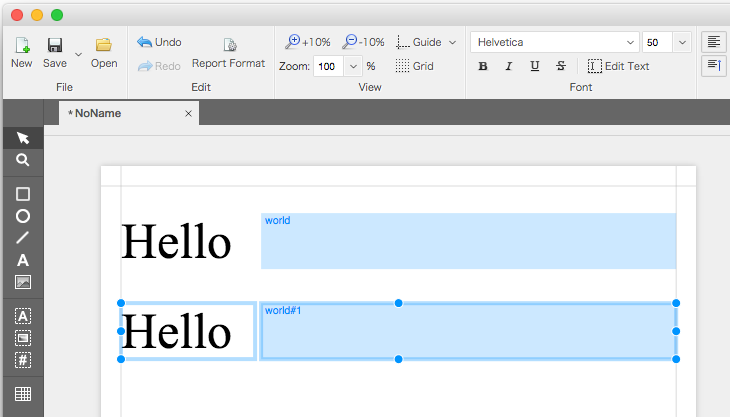 +10% -10% Guide Helvetica 50
New Save Open Undo Redo Report Format Zoom: 100 % Grid B I U S Edit Text
File Edit View Font
* NoName ×
A
A
#
Hello world
Hello world#1